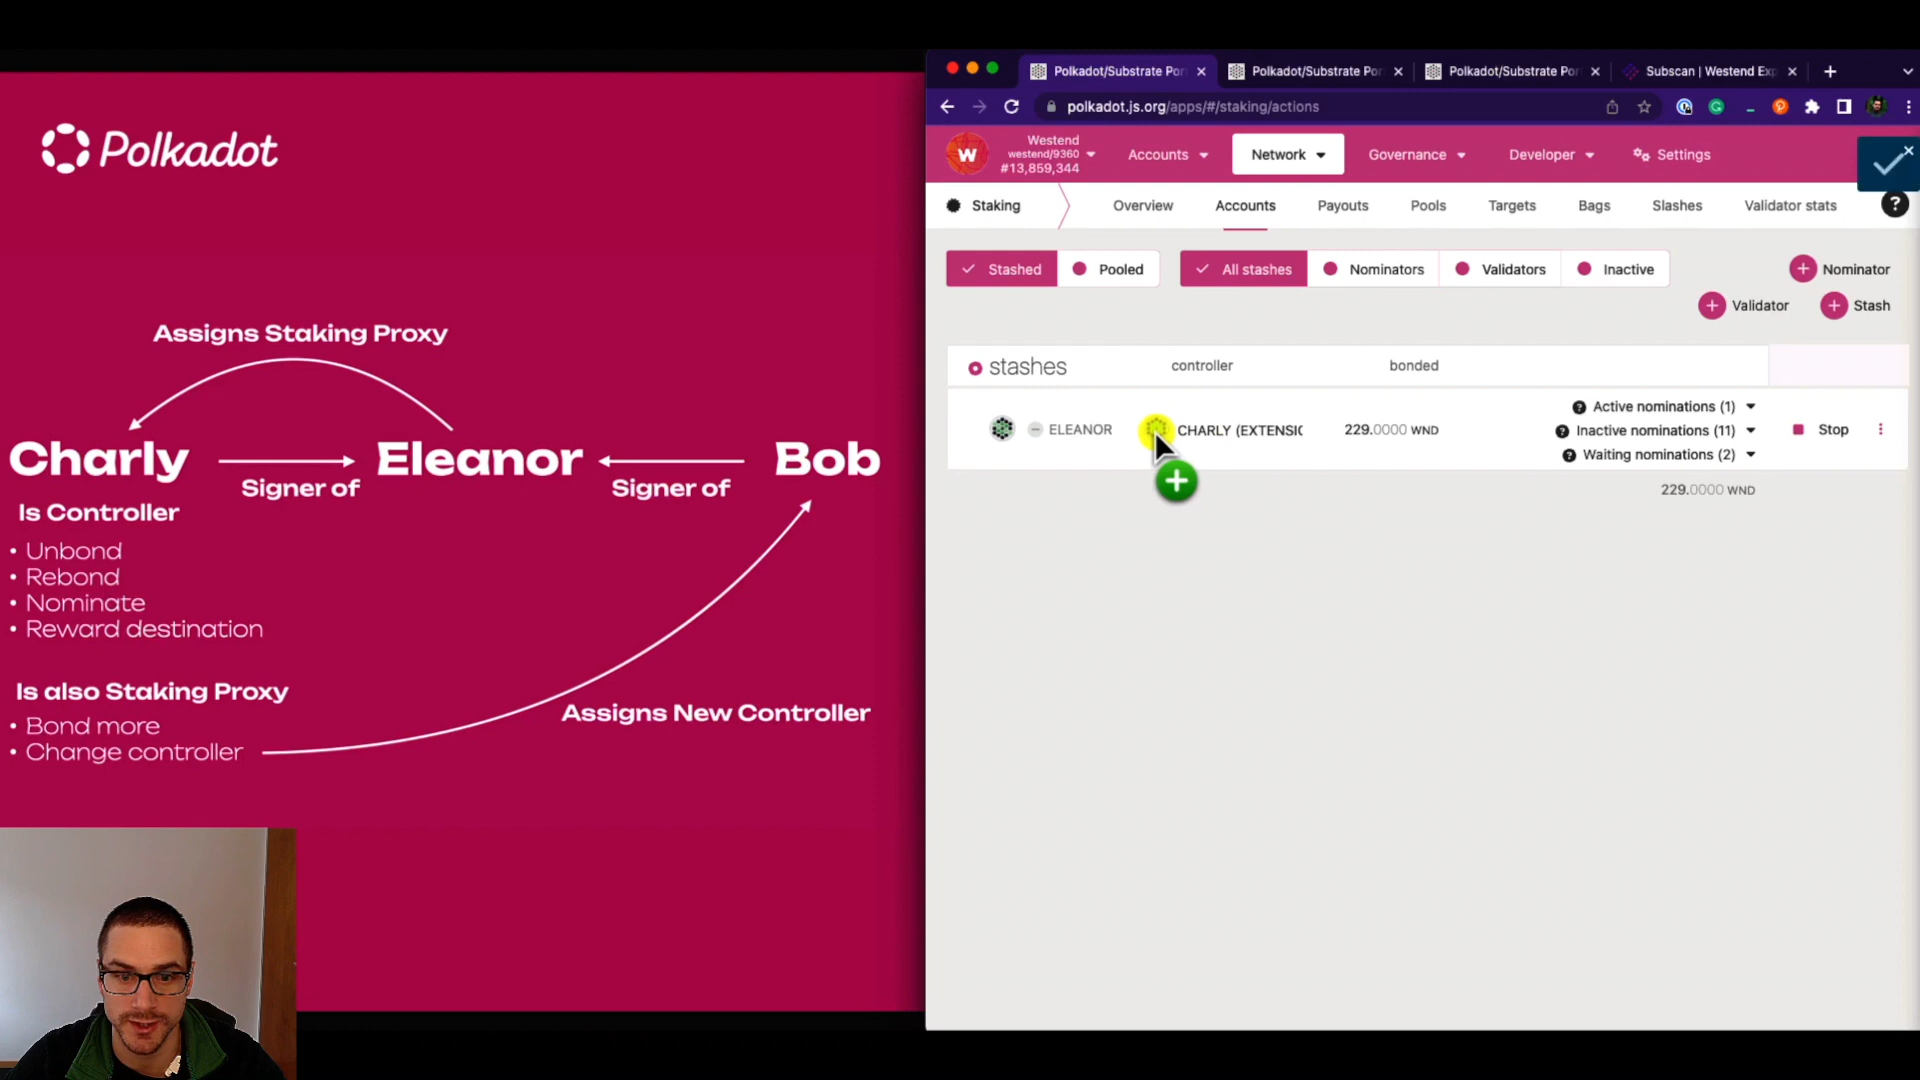 Polkadot
Assigns Staking Proxy
Charly
Signer of
Eleanor
Signer of
Bob
Is Controller
• Unbond
• Rebond
• Nominate
• Reward destination
Is also Staking Proxy
• Bond more
• Change controller
Assigns New Controller
Polkadot/Substrate Por
Polkadot/Substrate Por
Polkadot/Substrate Por
Subscan | Westend Exp
polkadot.js.org/apps/#/staking/actions
Westend
westend/9360
#13,859,344
Accounts
Network
Governance
Developer
Settings
Staking
Overview
Accounts
Payouts
Pools
Targets
Bags
Slashes
Validator stats
Stashed
Pooled
All stashes
Nominators
Validators
Inactive
Nominator
Validator
Stash
stashes
controller
bonded
ELEANOR
CHARLY (EXTENSIC
229.0000 WND
Active nominations (1)
Inactive nominations (11)
Waiting nominations (2)
Stop
229.0000 WND